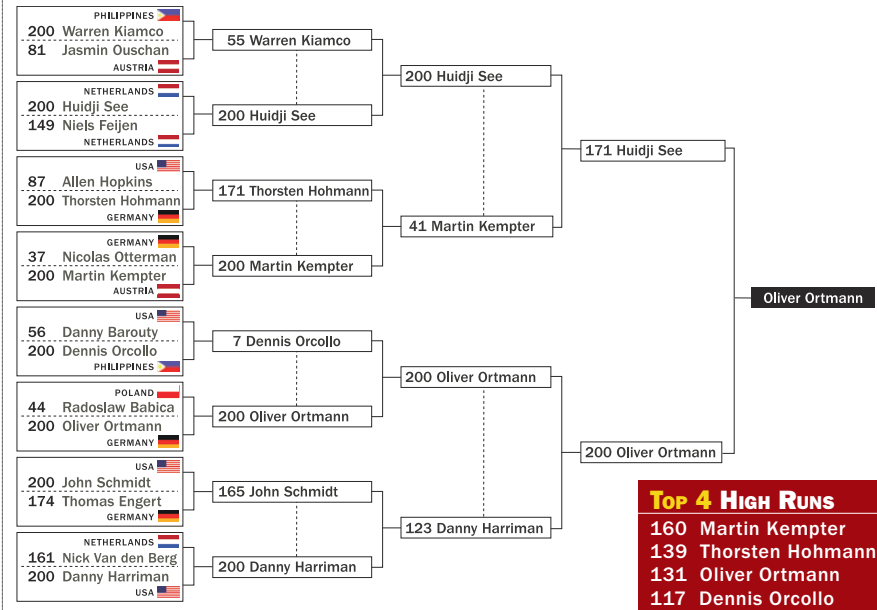 PHILIPPINES
200 Warren Kiamco
81 Jasmin Ouschan
AUSTRIA
NETHERLANDS
200 Huidji See
149 Niels Feijen
NETHERLANDS
USA
87 Allen Hopkins
200 Thorsten Hohmann
GERMANY
GERMANY
37 Nicolas Otterman
200 Martin Kempter
AUSTRIA
USA
56 Danny Barouty
200 Dennis Orcollo
PHILIPPINES
POLAND
44 Radoslaw Babica
200 Oliver Ortmann
GERMANY
USA
200 John Schmidt
174 Thomas Engert
GERMANY
NETHERLANDS
161 Nick Van den Berg
200 Danny Harriman
USA
55 Warren Kiamco
200 Huidji See
171 Thorsten Hohmann
200 Martin Kempter
7 Dennis Orcollo
200 Oliver Ortmann
165 John Schmidt
200 Danny Harriman
200 Huidji See
41 Martin Kempter
200 Oliver Ortmann
123 Danny Harriman
171 Huidji See
200 Oliver Ortmann
Oliver Ortmann
TOP 4 HIGH RUNS
160 Martin Kempter
139 Thorsten Hohmann
131 Oliver Ortmann
117 Dennis Orcollo